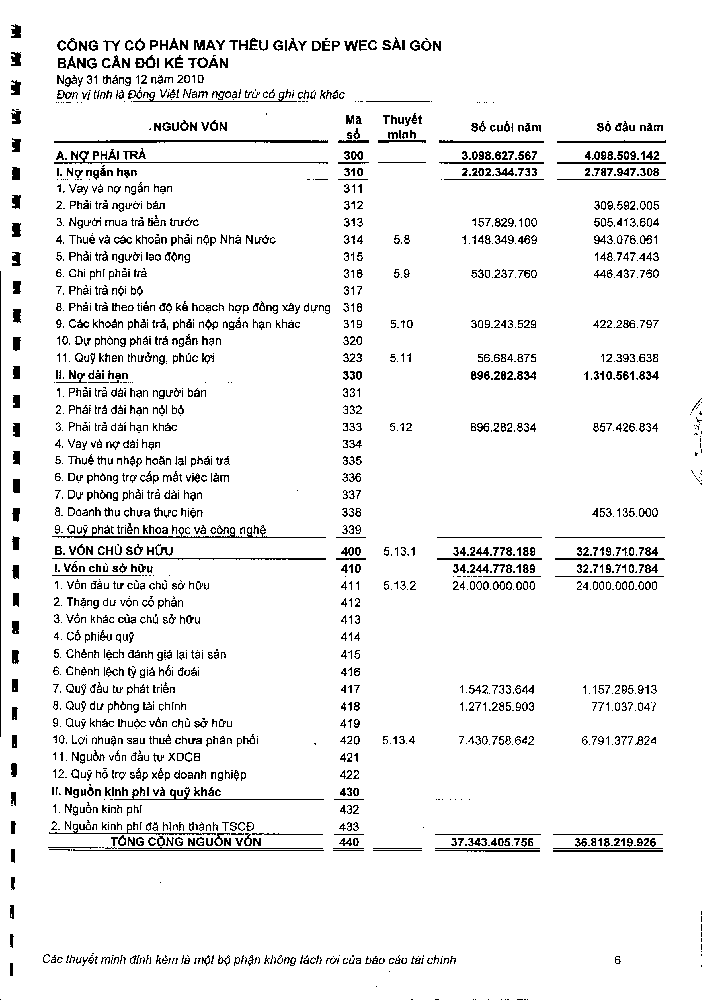 CÔNG TY CỔ PHẦN MAY THÊU GIÀY DÉP WEC SÀI GÒN
BẢNG CÂN ĐỐI KẾ TOÁN
Ngày 31 tháng 12 năm 2010
Đơn vị tính là Đồng Việt Nam ngoại trừ có ghi chú khác
NGUỒN VỐN Mã số Thuyết minh Số cuối năm Số đầu năm
A. NỢ PHẢI TRẢ 300 3.098.627.567 4.098.509.142
I. Nợ ngắn hạn 310 2.202.344.733 2.787.947.308
1. Vay và nợ ngắn hạn 311
2. Phải trả người bán 312 309.592.005
3. Người mua trả tiền trước 313 157.829.100 505.413.604
4. Thuế và các khoản phải nộp Nhà Nước 314 5.8 1.148.349.469 943.076.061
5. Phải trả người lao động 315 148.747.443
6. Chi phí phải trả 316 5.9 530.237.760 446.437.760
7. Phải trả nội bộ 317
8. Phải trả theo tiến độ kế hoạch hợp đồng xây dựng 318
9. Các khoản phải trả, phải nộp ngắn hạn khác 319 5.10 309.243.529 422.286.797
10. Dự phòng phải trả ngắn hạn 320
11. Quỹ khen thưởng, phúc lợi 323 5.11 56.684.875 12.393.638
II. Nợ dài hạn 330 896.282.834 1.310.561.834
1. Phải trả dài hạn người bán 331
2. Phải trả dài hạn nội bộ 332
3. Phải trả dài hạn khác 333 5.12 896.282.834 857.426.834
4. Vay và nợ dài hạn 334
5. Thuế thu nhập hoãn lại phải trả 335
6. Dự phòng trợ cấp mất việc làm 336
7. Dự phòng phải trả dài hạn 337
8. Doanh thu chưa thực hiện 338 453.135.000
9. Quỹ phát triển khoa học và công nghệ 339
B. VỐN CHỦ SỞ HỮU 400 5.13.1 34.244.778.189 32.719.710.784
I. Vốn chủ sở hữu 410 34.244.778.189 32.719.710.784
1. Vốn đầu tư của chủ sở hữu 411 5.13.2 24.000.000.000 24.000.000.000
2. Thặng dư vốn cổ phần 412
3. Vốn khác của chủ sở hữu 413
4. Cổ phiếu quỹ 414
5. Chênh lệch đánh giá lại tài sản 415
6. Chênh lệch tỷ giá hối đoái 416
7. Quỹ đầu tư phát triển 417 1.542.733.644 1.157.295.913
8. Quỹ dự phòng tài chính 418 1.271.285.903 771.037.047
9. Quỹ khác thuộc vốn chủ sở hữu 419
10. Lợi nhuận sau thuế chưa phân phối 420 5.13.4 7.430.758.642 6.791.377.824
11. Nguồn vốn đầu tư XDCB 421
12. Quỹ hỗ trợ sắp xếp doanh nghiệp 422
II. Nguồn kinh phí và quỹ khác 430
1. Nguồn kinh phí 432
2. Nguồn kinh phí đã hình thành TSCĐ 433
TỔNG CỘNG NGUỒN VỐN 440 37.343.405.756 36.818.219.926
Các thuyết minh đính kèm là một bộ phận không tách rời của báo cáo tài chính 6